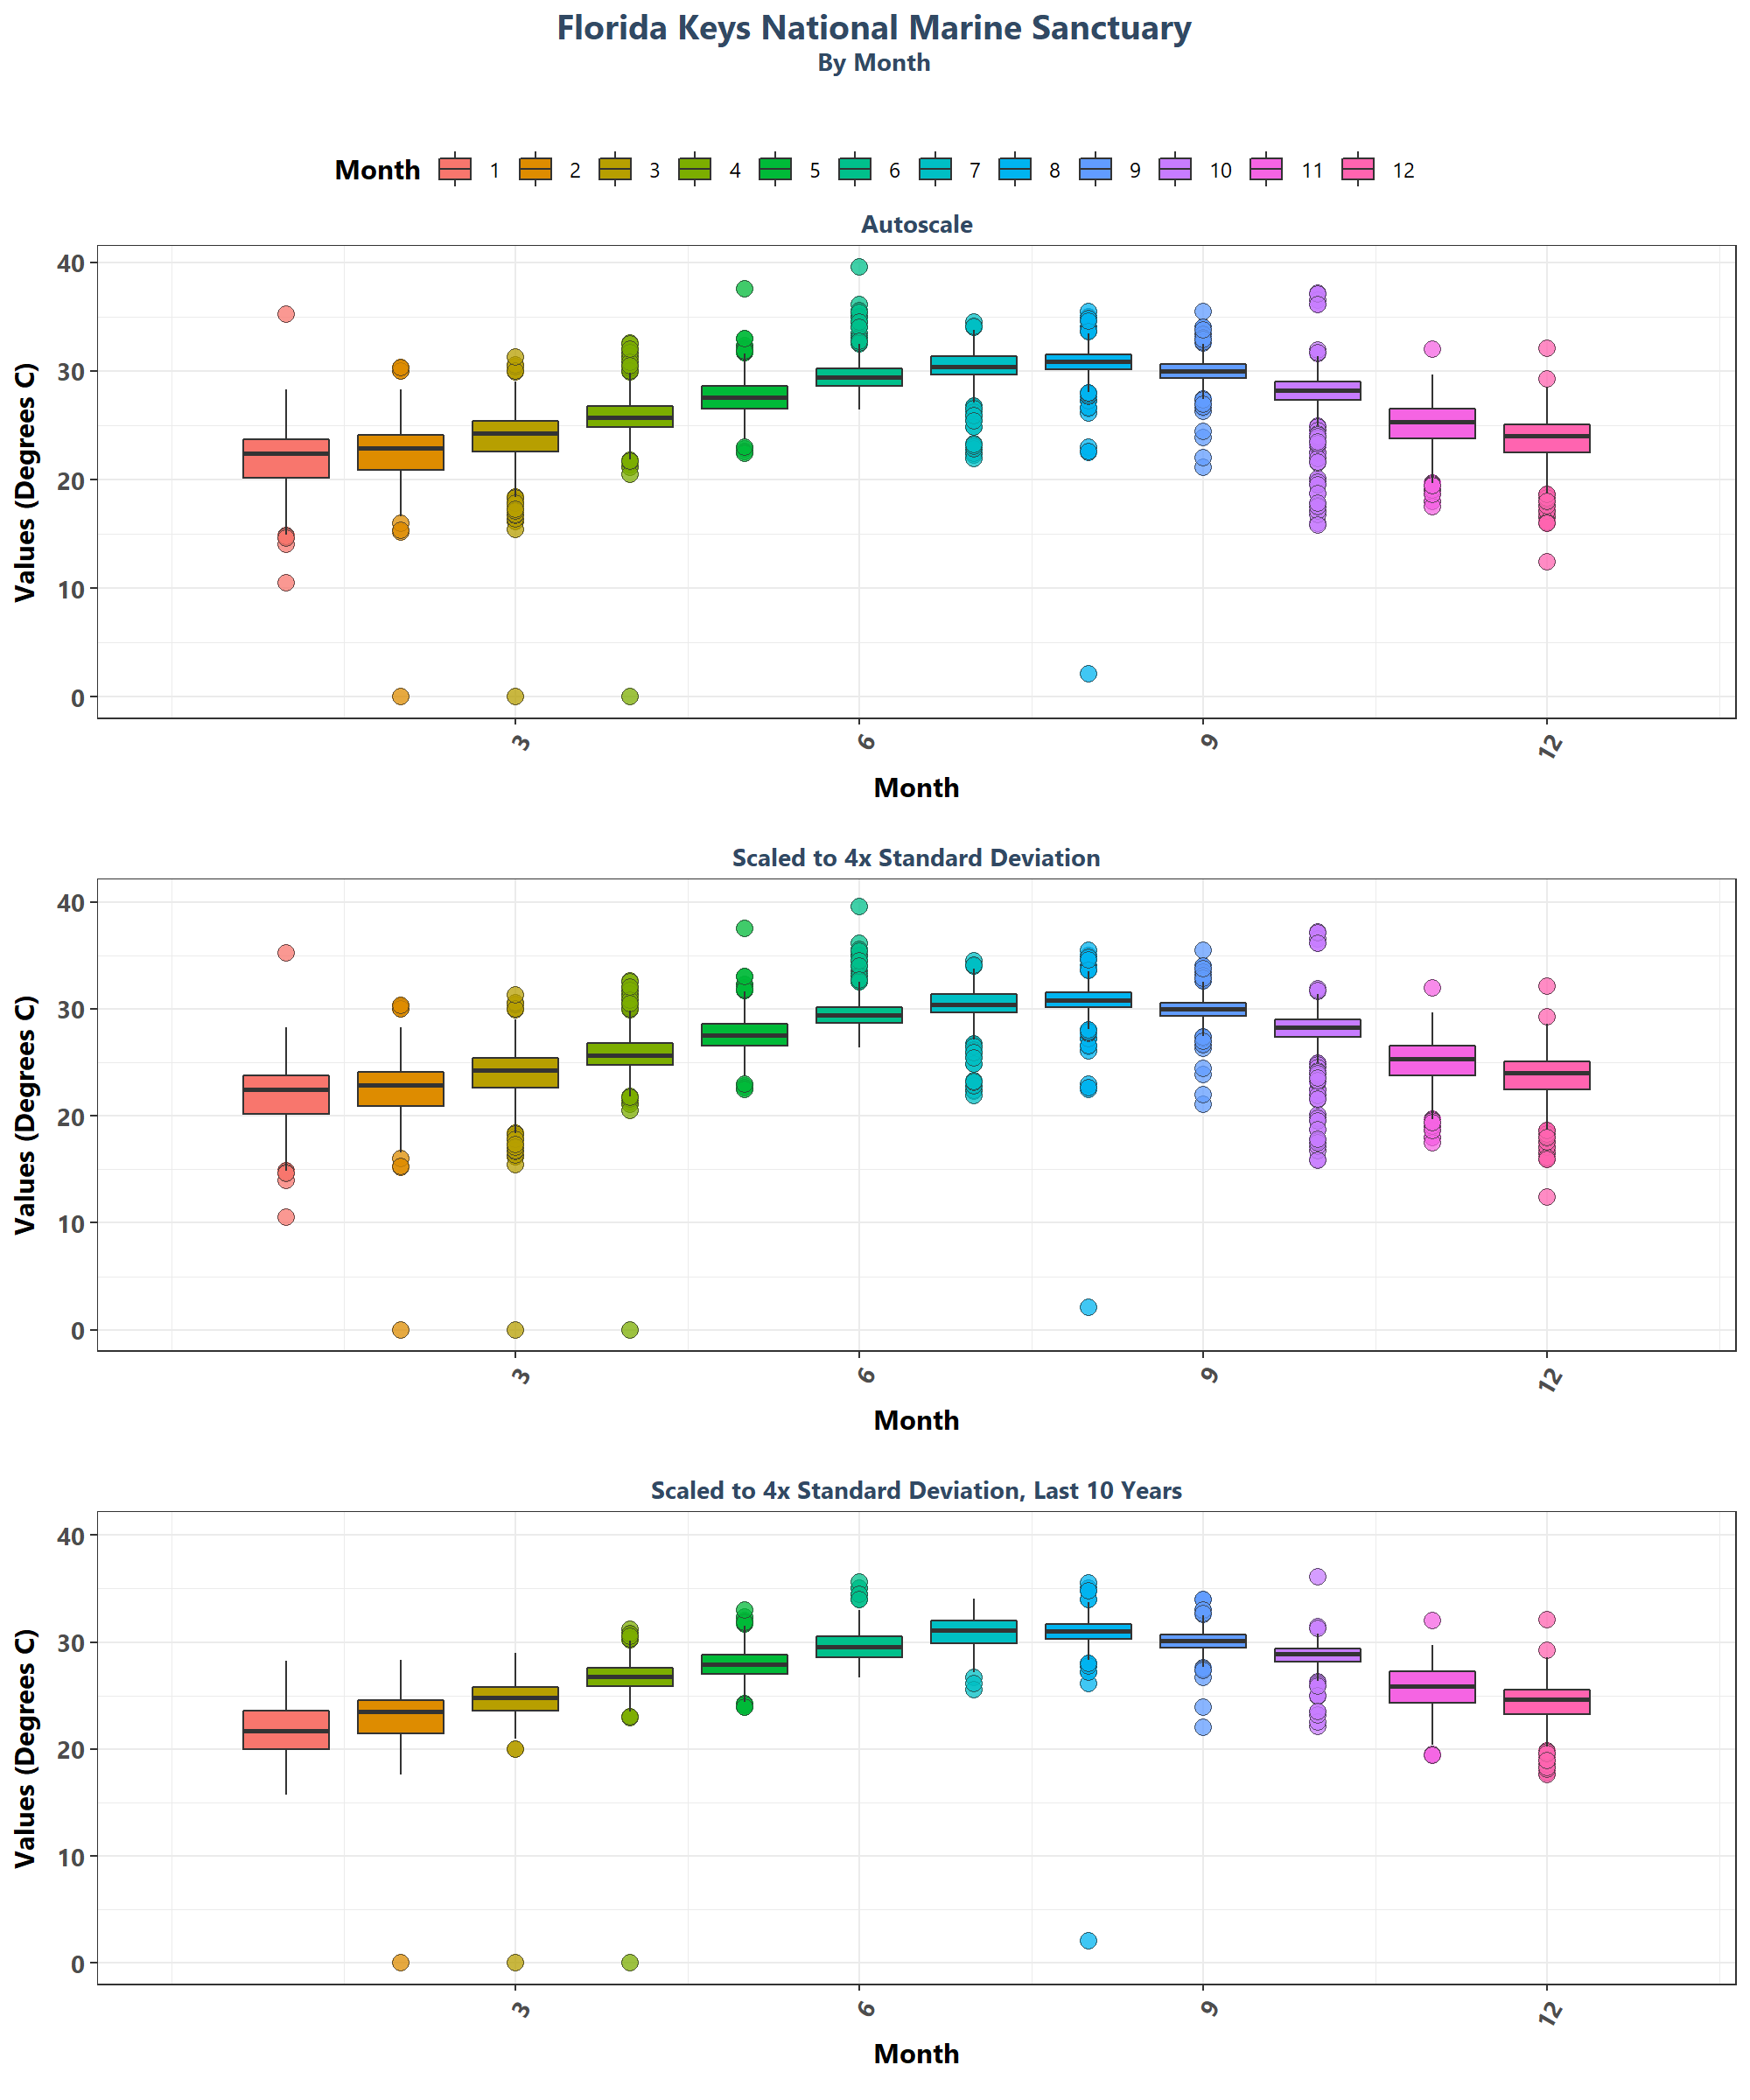 Florida Keys National Marine Sanctuary
By Month
Month 1 2 3 4 5 6 7 8 9 10 11 12
Autoscale
Values (Degrees C)
40
30
20
10
0
3 6 9 12
Month
Scaled to 4x Standard Deviation
Values (Degrees C)
40
30
20
10
0
3 6 9 12
Month
Scaled to 4x Standard Deviation, Last 10 Years
Values (Degrees C)
40
30
20
10
0
3 6 9 12
Month